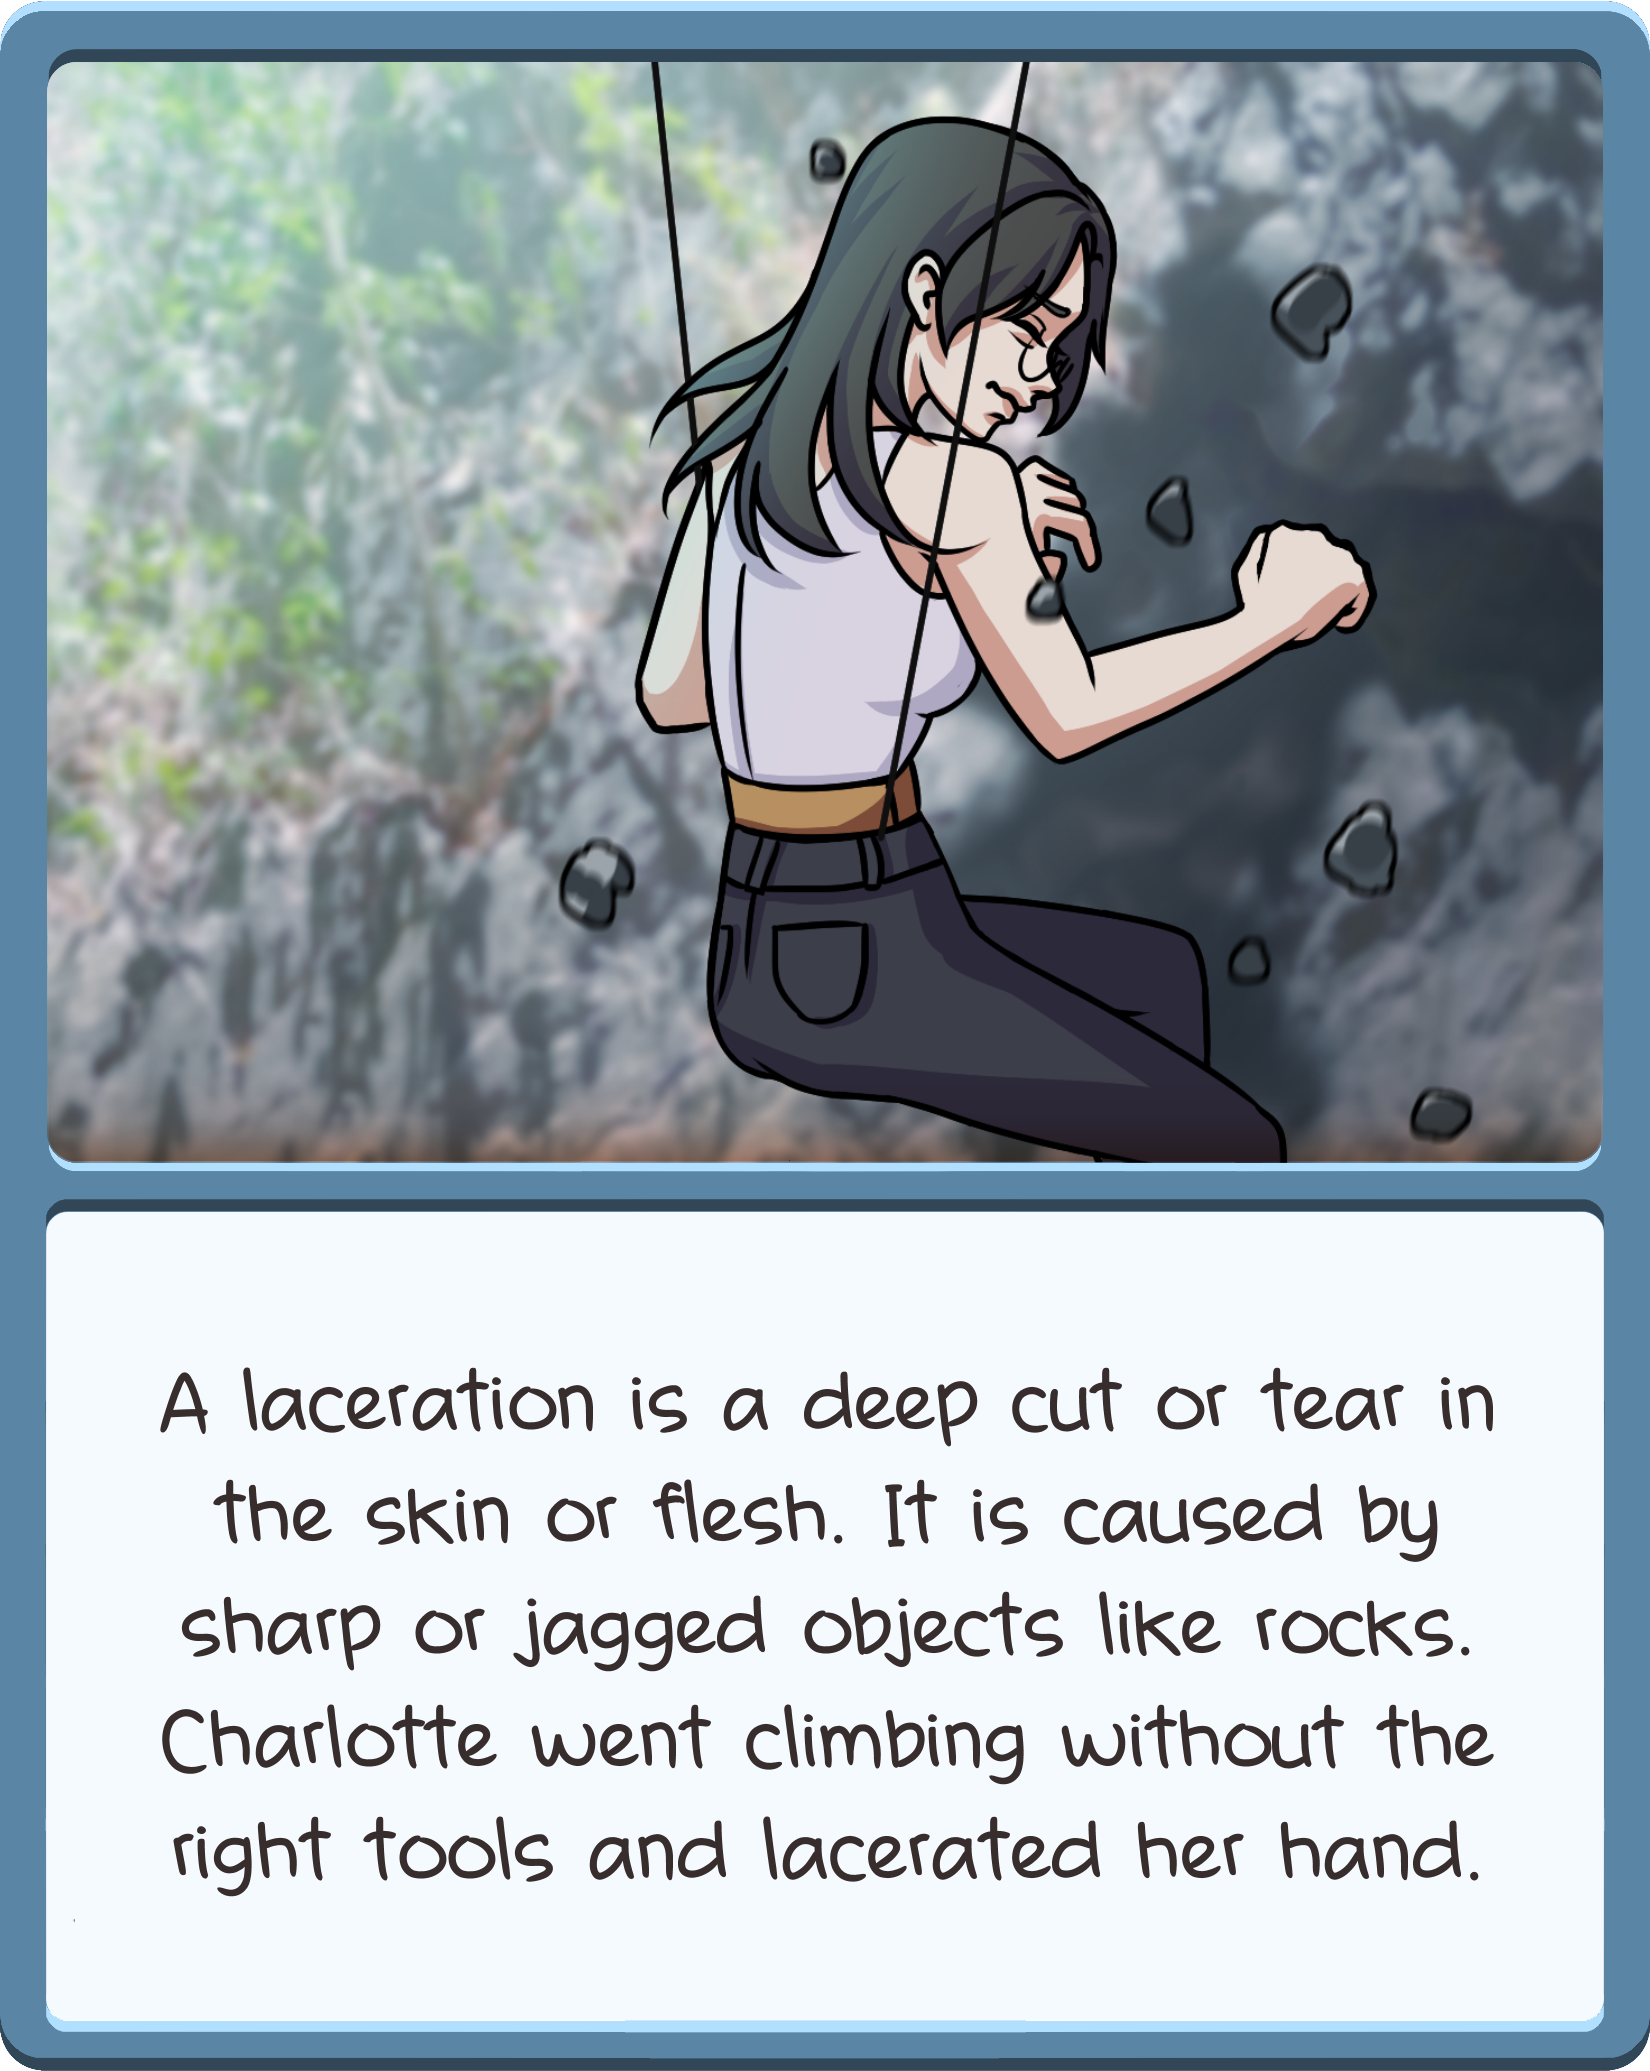 A laceration is a deep cut or tear in
the skin or flesh. It is caused by
sharp or jagged objects like rocks.
Charlotte went climbing without the
right tools and lacerated her hand.